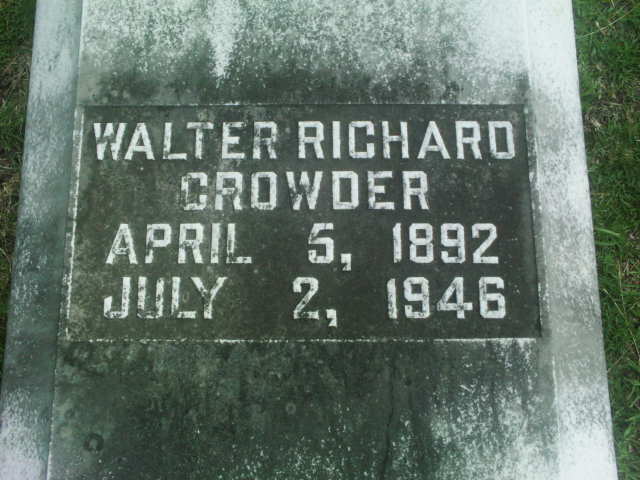 WALTER RICHARD
CROWDER
APRIL 5, 1892
JULY 2, 1946